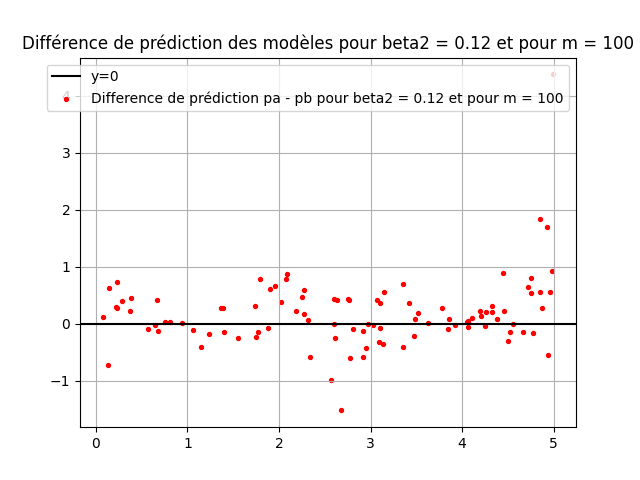 Différence de prédiction des modèles pour beta2 = 0.12 et pour m = 100
y=0
Difference de prédiction pa - pb pour beta2 = 0.12 et pour m = 100
4
3
2
1
0
−1
0 1 2 3 4 5